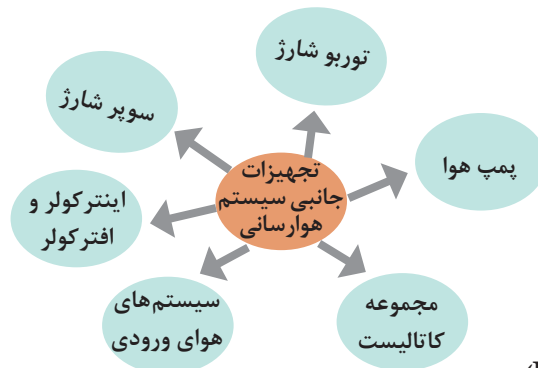 توربو شارژ
سوپر شارژ
پمپ هوا
تجهیزات
جانبی سیستم
هوارسانی
اینترکولر و
افترکولر
سیستم‌های
هوای ورودی
مجموعه
کاتالیست